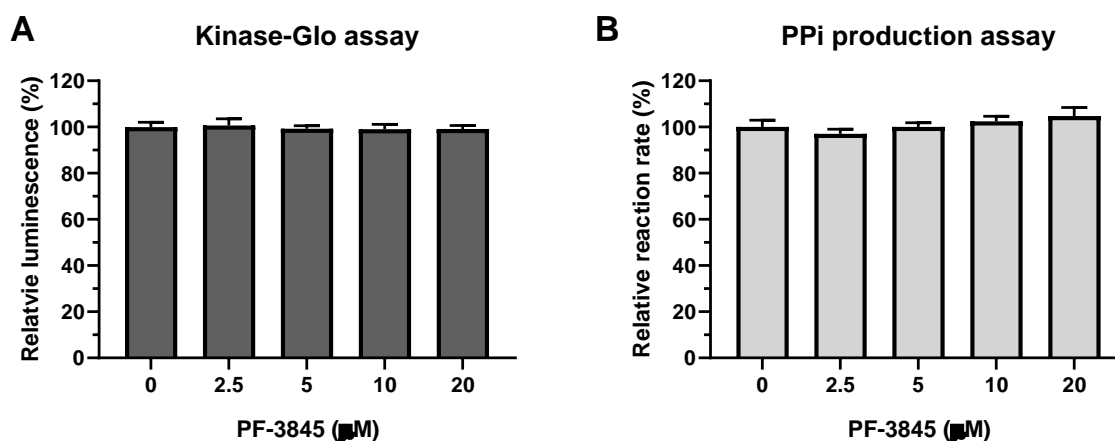 A
Kinase-Glo assay
Relatvie luminescence (%)
120
100
80
60
40
20
0
0 2.5 5 10 20
PF-3845 (μM)
B
PPi production assay
Relative reaction rate (%)
120
100
80
60
40
20
0
0 2.5 5 10 20
PF-3845 (μM)